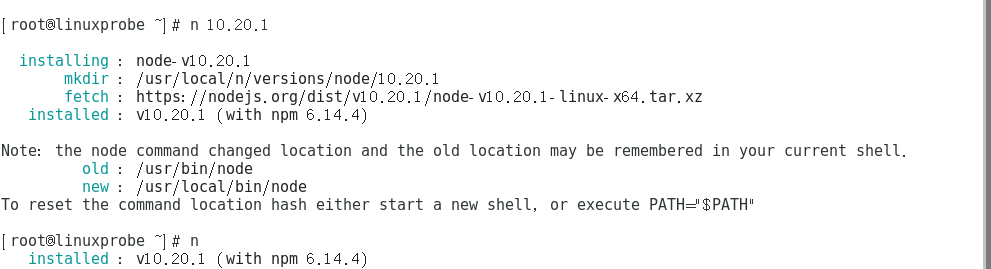 [root@linuxprobe ~]# n 10.20.1
installing : node-v10.20.1
mkdir : /usr/local/n/versions/node/10.20.1
fetch : https://nodejs.org/dist/v10.20.1/node-v10.20.1-linux-x64.tar.xz
installed : v10.20.1 (with npm 6.14.4)
Note: the node command changed location and the old location may be remembered in your current shell.
old : /usr/bin/node
new : /usr/local/bin/node
To reset the command location hash either start a new shell, or execute PATH="$PATH"
[root@linuxprobe ~]# n
installed : v10.20.1 (with npm 6.14.4)